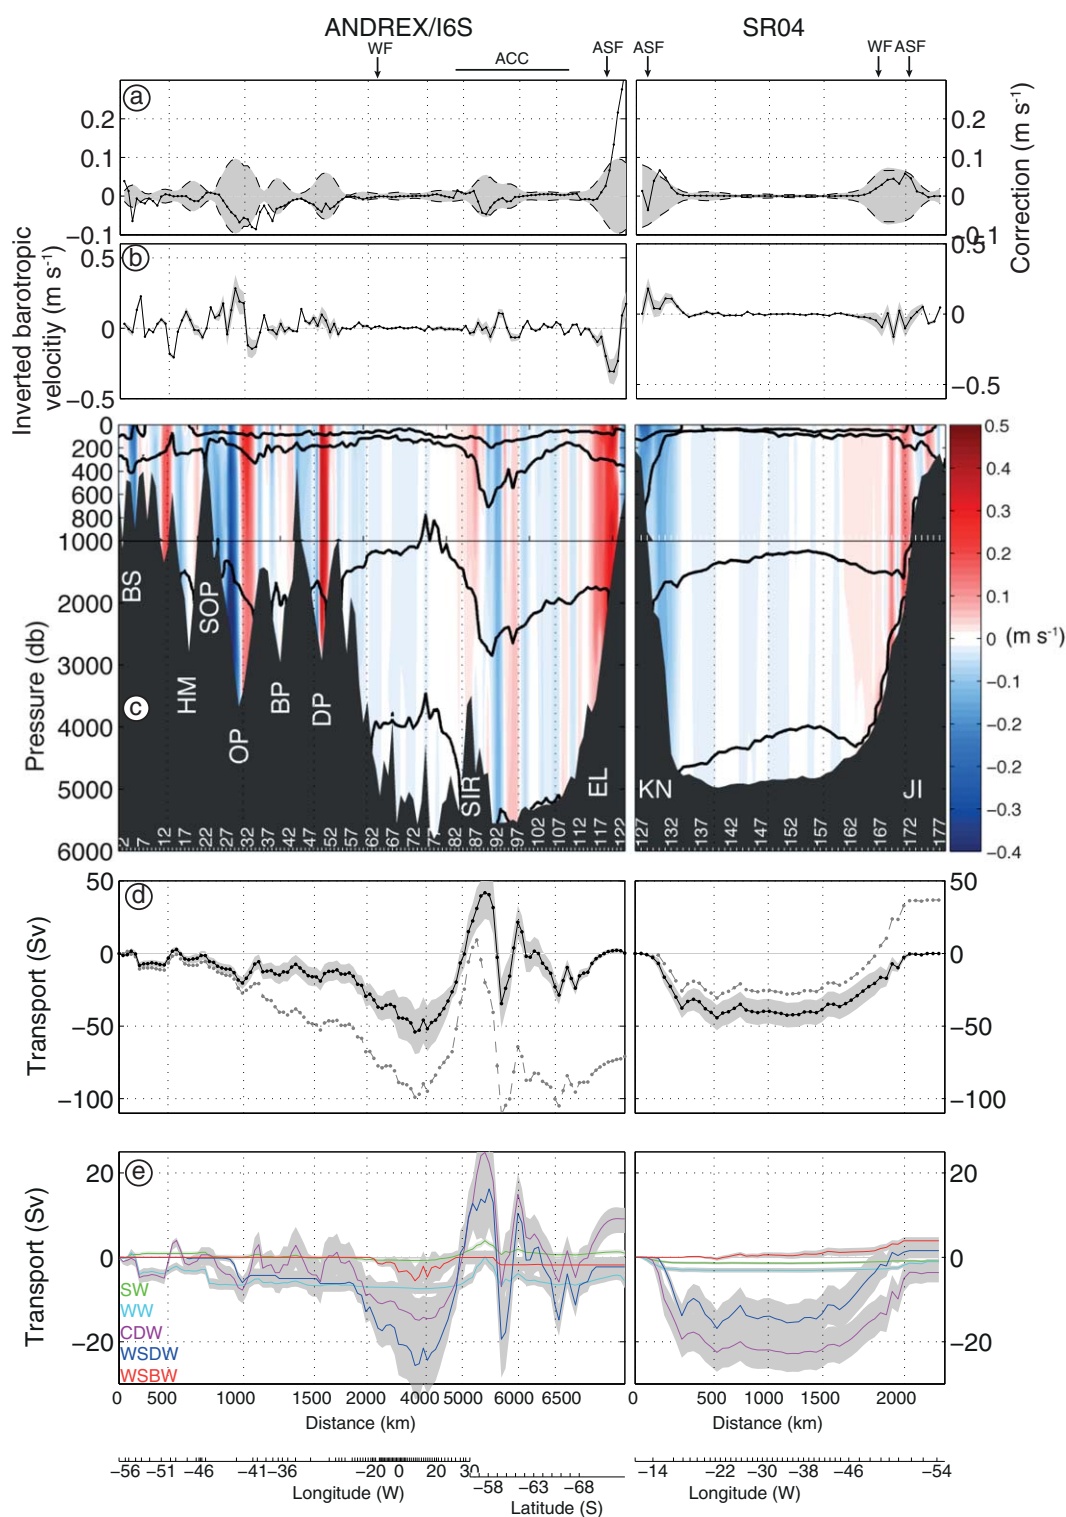 ANDREX/I6S SR04
WF ACC ASF ASF WF ASF
a
0.2 0.2
0.1 0.1
0 0
−0.1 −0.1
Correction (m s⁻¹)
b
0.5 0.5
0 0
−0.5 −0.5
Inverted barotropic
velocitiy (m s⁻¹)
0
200
400
600
800
1000
2000
3000
4000
5000
6000
Pressure (db)
c
BS
HM
SOP
OP
BP
DP
SIR
EL
KN
JI
2 7 12 17 22 27 32 37 42 47 52 57 62 67 72 77 82 87 92 97 102 107 117 122
127 132 137 142 147 152 157 162 167 172 177
0.5
0.4
0.3
0.2
0.1
0 (m s⁻¹)
−0.1
−0.2
−0.3
−0.4
d
50 50
0 0
−50 −50
−100 −100
Transport (Sv)
e
20 20
0 0
−20 −20
Transport (Sv)
SW
WW
CDW
WSDW
WSBW
0 500 1000 1500 2000 4000 5000 6000 6500
0 500 1000 1500 2000
Distance (km) Distance (km)
−56 −51 −46 −41 −36 −20 0 20 30
−14 −22 −30 −38 −46 −54
−58 −63 −68
Longitude (W) Longitude (W)
Latitude (S)